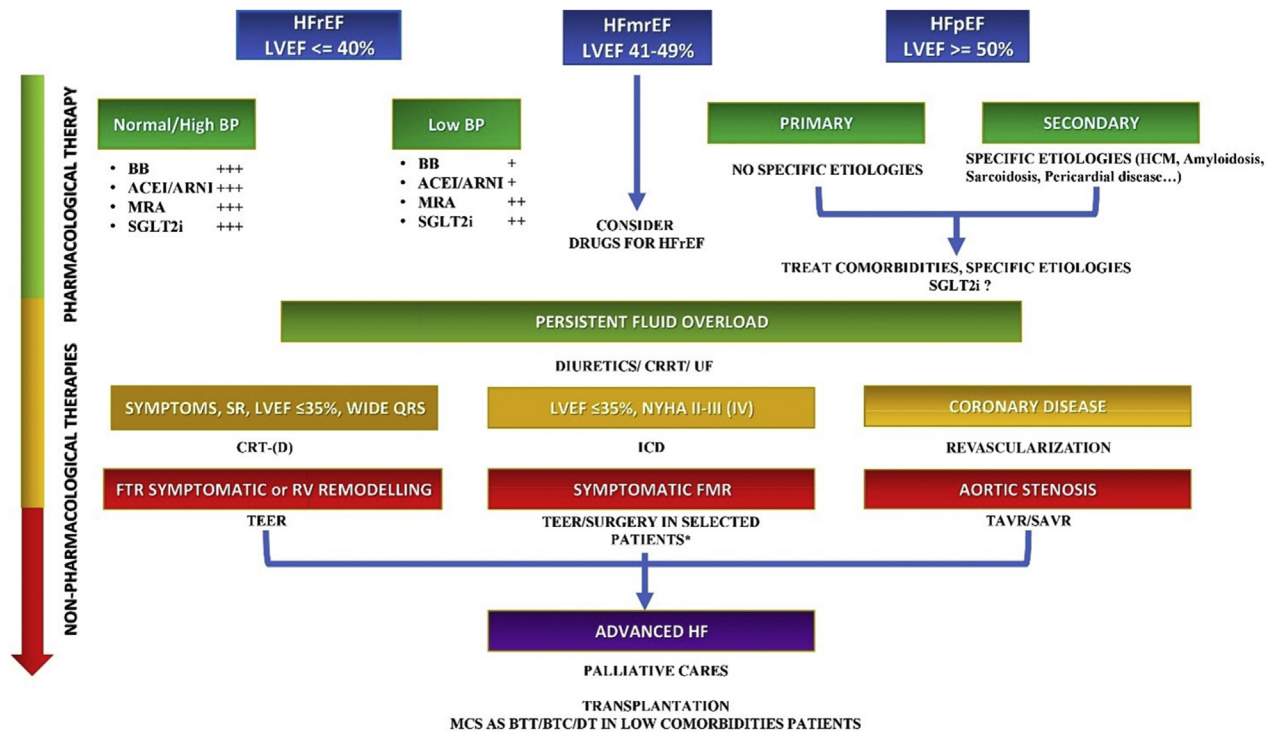 HFrEF
LVEF <= 40%
HFmrEF
LVEF 41-49%
HFpEF
LVEF >= 50%
PHARMACOLOGICAL THERAPY
NON-PHARMACOLOGICAL THERAPIES
Normal/High BP
• BB +++
• ACEI/ARNI +++
• MRA +++
• SGLT2i +++
Low BP
• BB +
• ACEI/ARNI +
• MRA ++
• SGLT2i ++
CONSIDER
DRUGS FOR HFrEF
PRIMARY
NO SPECIFIC ETIOLOGIES
SECONDARY
SPECIFIC ETIOLOGIES (HCM, Amyloidosis,
Sarcoidosis, Pericardial disease…)
TREAT COMORBIDITIES, SPECIFIC ETIOLOGIES
SGLT2i ?
PERSISTENT FLUID OVERLOAD
DIURETICS/ CRRT/ UF
SYMPTOMS, SR, LVEF ≤35%, WIDE QRS
CRT-(D)
LVEF ≤35%, NYHA II-III (IV)
ICD
CORONARY DISEASE
REVASCULARIZATION
FTR SYMPTOMATIC or RV REMODELLING
TEER
SYMPTOMATIC FMR
TEER/SURGERY IN SELECTED
PATIENTS*
AORTIC STENOSIS
TAVR/SAVR
ADVANCED HF
PALLIATIVE CARES
TRANSPLANTATION
MCS AS BTT/BTC/DT IN LOW COMORBIDITIES PATIENTS